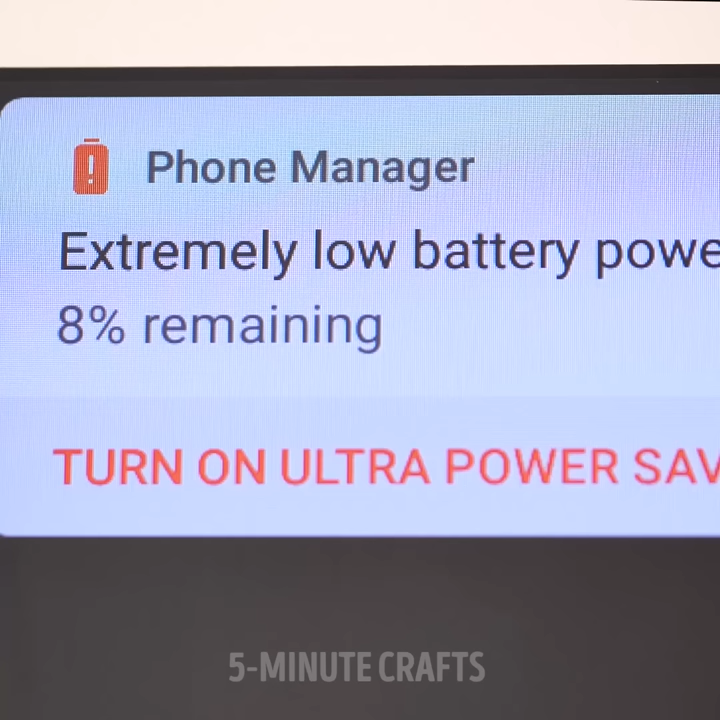 Phone Manager
Extremely low battery powe
8% remaining
TURN ON ULTRA POWER SAV
5-MINUTE CRAFTS